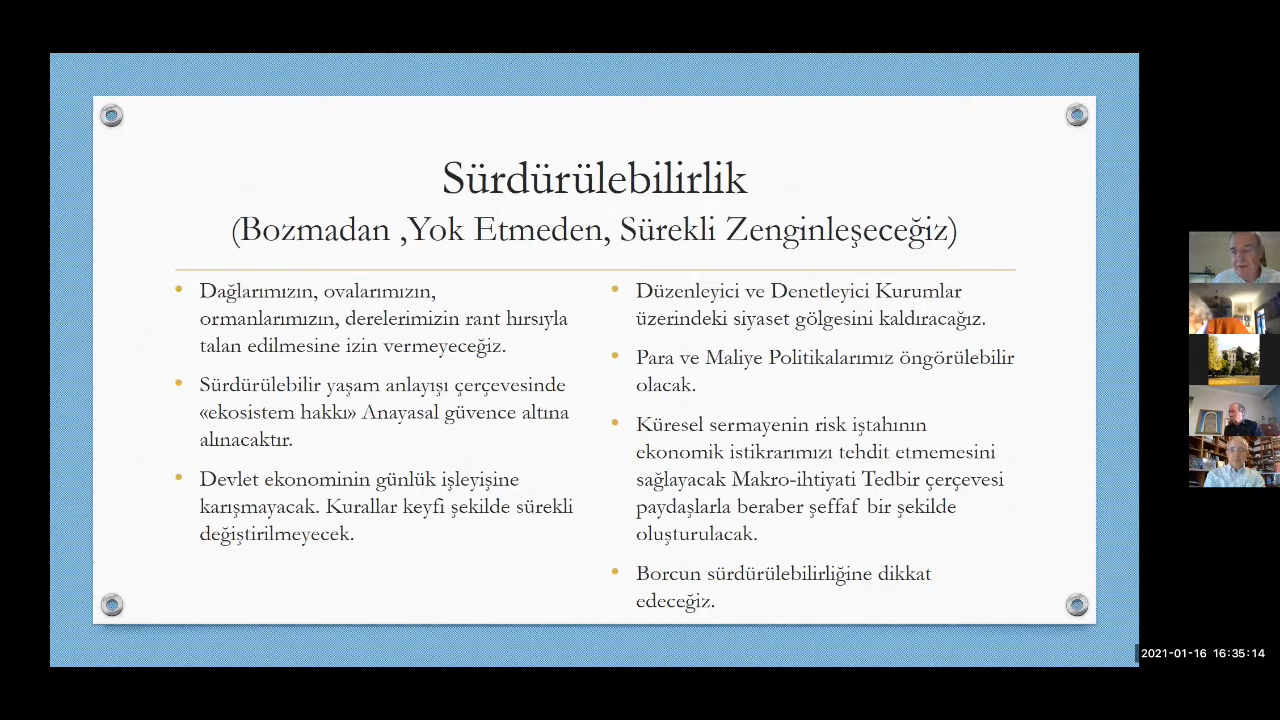 Sürdürülebilirlik
(Bozmadan ,Yok Etmeden, Sürekli Zenginleşeceğiz)
• Dağlarımızın, ovalarımızın,
ormanlarımızın, derelerimizin rant hırsıyla
talan edilmesine izin vermeyeceğiz.
• Sürdürülebilir yaşam anlayışı çerçevesinde
«ekosistem hakkı» Anayasal güvence altına
alınacaktır.
• Devlet ekonominin günlük işleyişine
karışmayacak. Kurallar keyfi şekilde sürekli
değiştirilmeyecek.
• Düzenleyici ve Denetleyici Kurumlar
üzerindeki siyaset gölgesini kaldıracağız.
• Para ve Maliye Politikalarımız öngörülebilir
olacak.
• Küresel sermayenin risk iştahının
ekonomik istikrarımızı tehdit etmemesini
sağlayacak Makro-ihtiyati Tedbir çerçevesi
paydaşlarla beraber şeffaf bir şekilde
oluşturulacak.
• Borcun sürdürülebilirliğine dikkat
edeceğiz.
2021-01-16 16:35:14